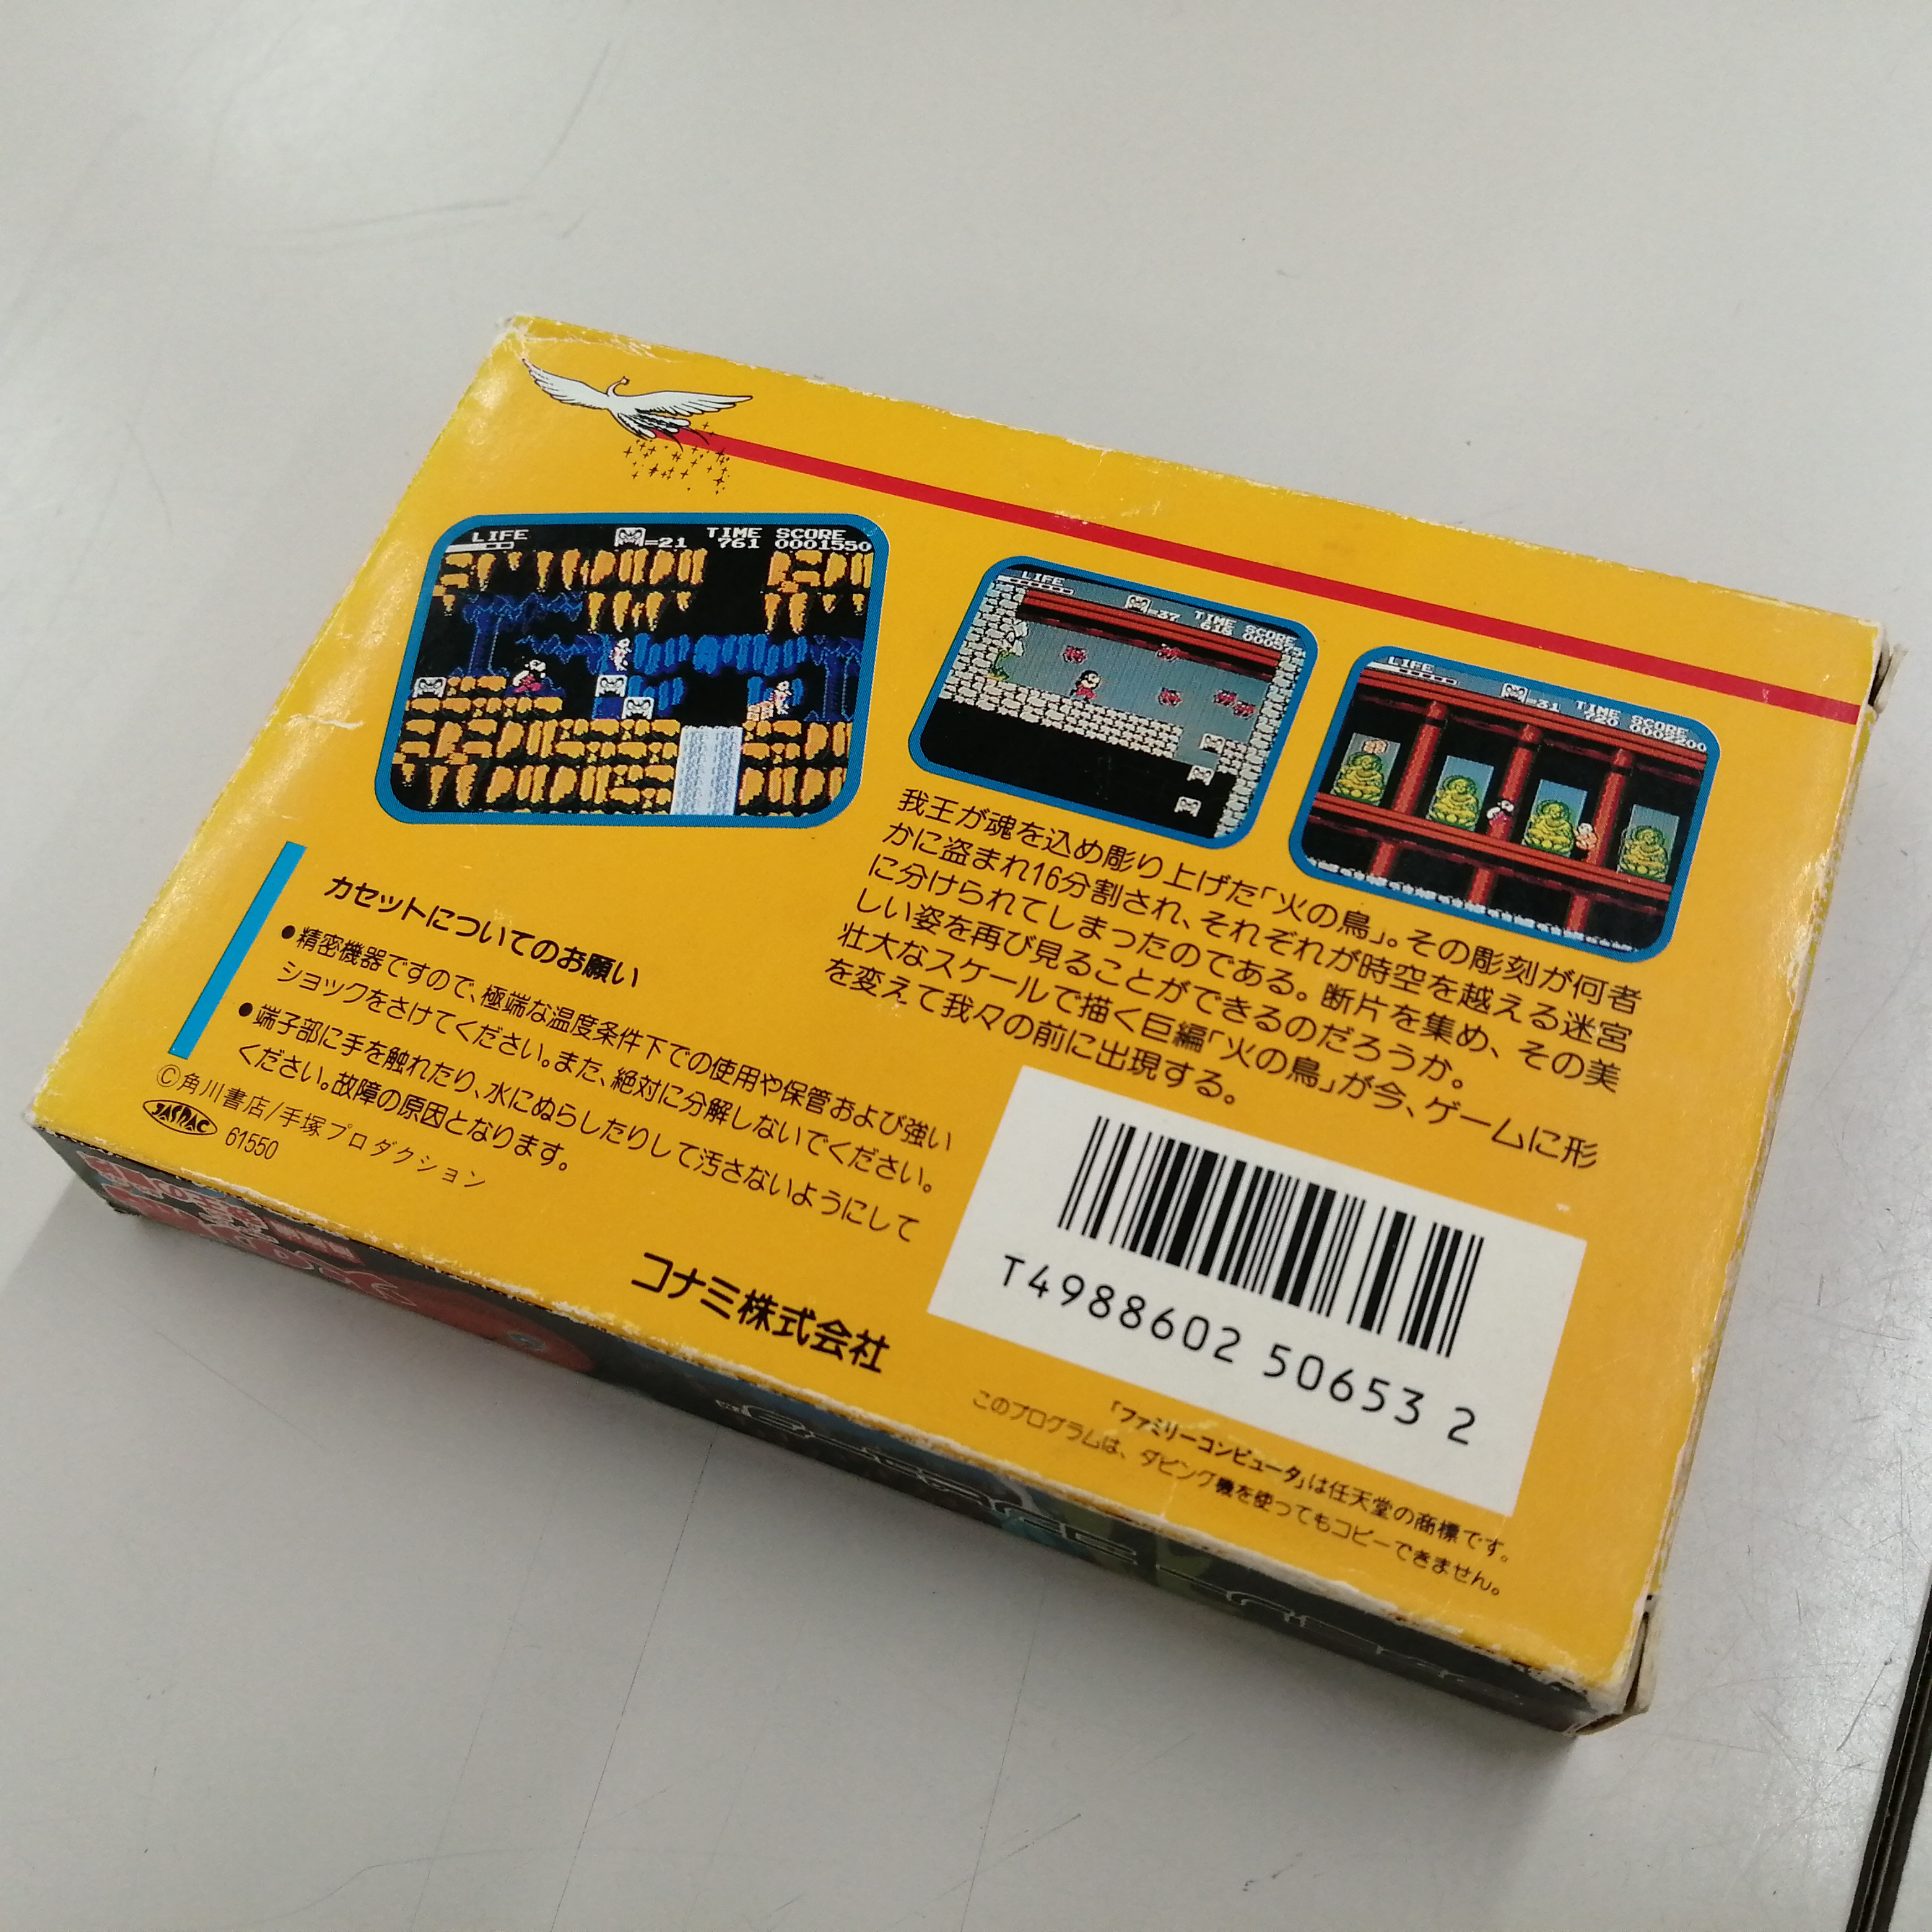 LIFE =21 TIME SCORE
761 0001550
LIFE =37 TIME SCORE
LIFE =31 TIME SCORE
720 0002200
我王が魂を込め彫り上げた「火の鳥」。その彫刻が何者
かに盗まれ16分割され、それぞれが時空を越える迷宮
に分けられてしまったのである。断片を集め、その美
しい姿を再び見ることができるのだろうか。
壮大なスケールで描く巨編「火の鳥」が今、ゲームに形
を変えて我々の前に出現する。
カセットについてのお願い
●精密機器ですので、極端な温度条件下での使用や保管および強い
ショックをさけてください。また、絶対に分解しないでください。
●端子部に手を触れたり、水にぬらしたりして汚さないようにして
ください。故障の原因となります。
©角川書店/手塚プロダクション
JASRAC 61550
コナミ株式会社
T4988602 50653 2
「ファミリーコンピュータ」は任天堂の商標です。
このプログラムは、ダビング機を使ってもコピーできません。